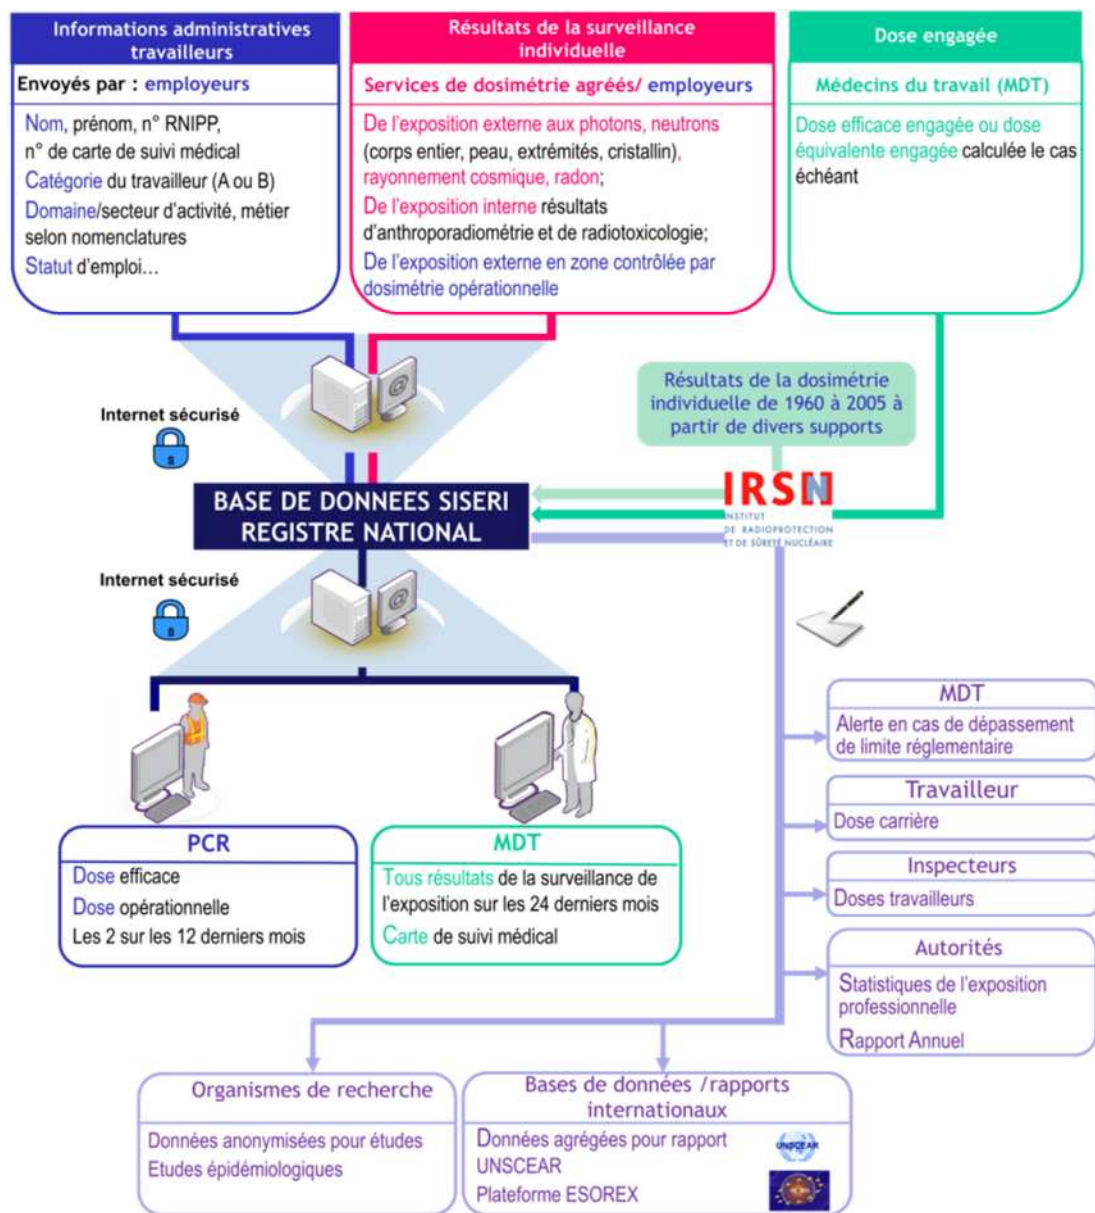 Informations administratives
travailleurs
Envoyés par : employeurs
Nom, prénom, n° RNIPP,
n° de carte de suivi médical
Catégorie du travailleur (A ou B)
Domaine/secteur d'activité, métier
selon nomenclatures
Statut d'emploi…
Résultats de la surveillance
individuelle
Services de dosimétrie agréés/ employeurs
De l'exposition externe aux photons, neutrons
(corps entier, peau, extrémités, cristallin),
rayonnement cosmique, radon;
De l'exposition interne résultats
d'anthroporadiométrie et de radiotoxicologie;
De l'exposition externe en zone contrôlée par
dosimétrie opérationnelle
Dose engagée
Médecins du travail (MDT)
Dose efficace engagée ou dose
équivalente engagée calculée le cas
échéant
Internet sécurisé
S
@
Résultats de la dosimétrie
individuelle de 1960 à 2005 à
partir de divers supports
BASE DE DONNEES SISERI
REGISTRE NATIONAL
IRSN
INSTITUT
DE RADIOPROTECTION
ET DE SÛRETÉ NUCLÉAIRE
Internet sécurisé
S
@
PCR
Dose efficace
Dose opérationnelle
Les 2 sur les 12 derniers mois
MDT
Tous résultats de la surveillance de
l'exposition sur les 24 derniers mois
Carte de suivi médical
MDT
Alerte en cas de dépassement
de limite réglementaire
Travailleur
Dose carrière
Inspecteurs
Doses travailleurs
Autorités
Statistiques de l'exposition
professionnelle
Rapport Annuel
Organismes de recherche
Données anonymisées pour études
Etudes épidémiologiques
Bases de données /rapports
internationaux
Données agrégées pour rapport
UNSCEAR
Plateforme ESOREX
UNSCEAR